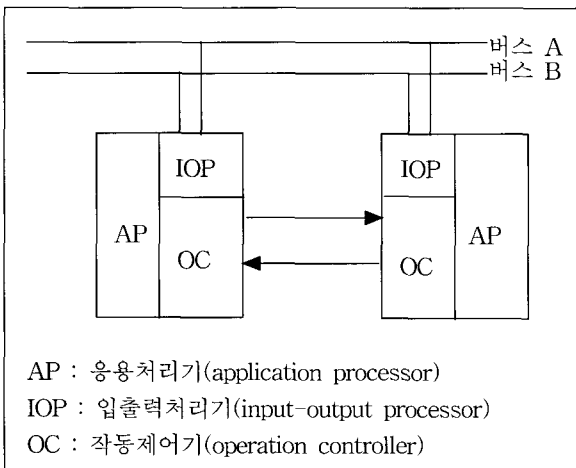 버스 A
버스 B
IOP
IOP
AP
OC
OC
AP
AP : 응용처리기(application processor)
IOP : 입출력처리기(input-output processor)
OC : 작동제어기(operation controller)